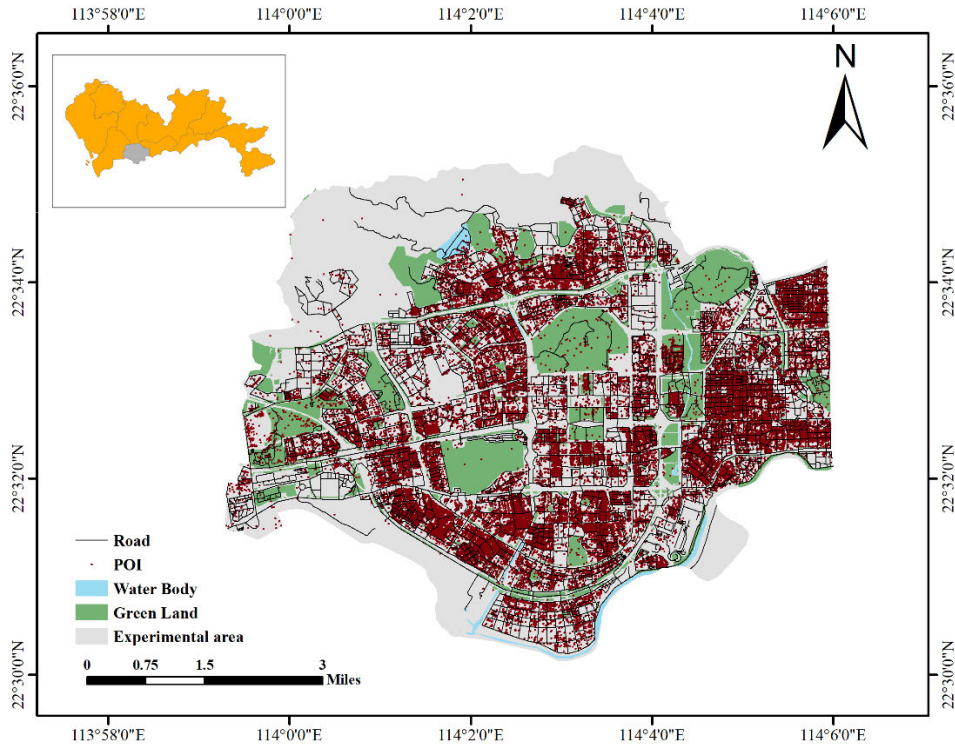 113°58'0"E 114°0'0"E 114°2'0"E 114°4'0"E 114°6'0"E
22°36'0"N
22°34'0"N
22°32'0"N
22°30'0"N
N
22°36'0"N
22°34'0"N
22°32'0"N
22°30'0"N
Road
POI
Water Body
Green Land
Experimental area
0 0.75 1.5 3
Miles
113°58'0"E 114°0'0"E 114°2'0"E 114°4'0"E 114°6'0"E